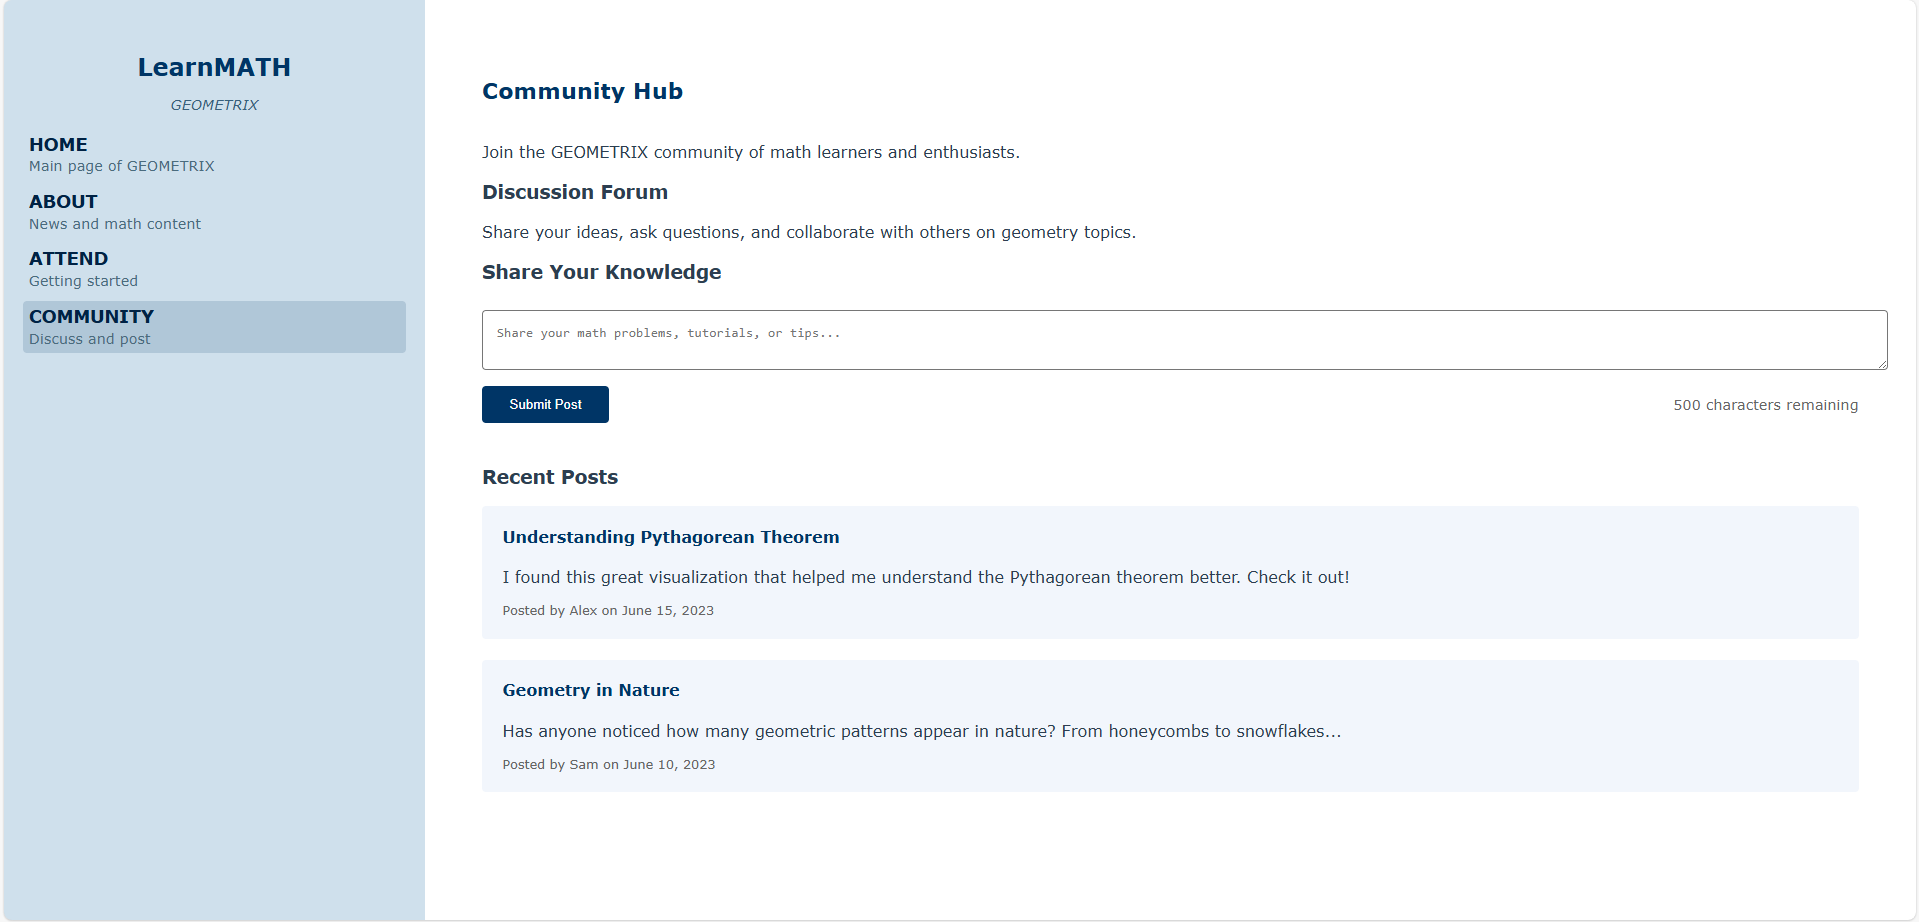 LearnMATH
GEOMETRIX
HOME
Main page of GEOMETRIX
ABOUT
News and math content
ATTEND
Getting started
COMMUNITY
Discuss and post
Community Hub
Join the GEOMETRIX community of math learners and enthusiasts.
Discussion Forum
Share your ideas, ask questions, and collaborate with others on geometry topics.
Share Your Knowledge
Share your math problems, tutorials, or tips...
Submit Post
500 characters remaining
Recent Posts
Understanding Pythagorean Theorem
I found this great visualization that helped me understand the Pythagorean theorem better. Check it out!
Posted by Alex on June 15, 2023
Geometry in Nature
Has anyone noticed how many geometric patterns appear in nature? From honeycombs to snowflakes...
Posted by Sam on June 10, 2023